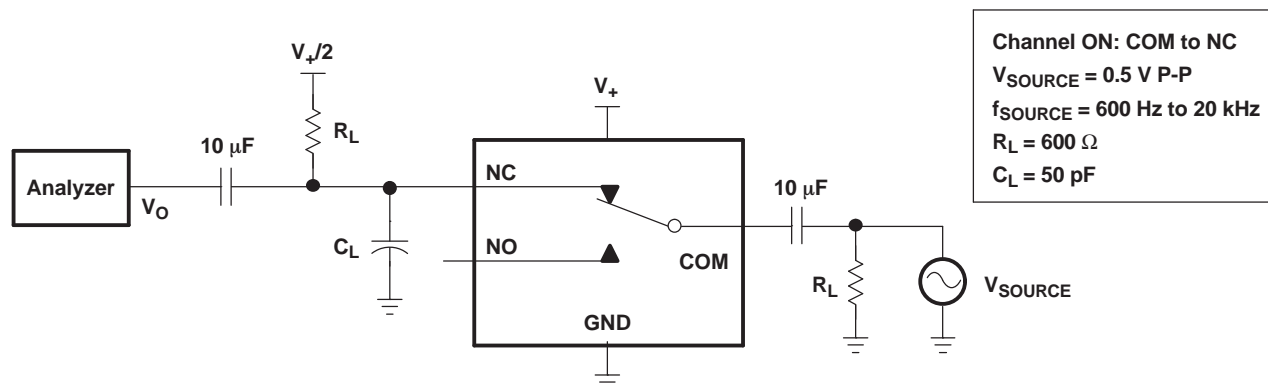 V+/2
V+
Channel ON: COM to NC
VSOURCE = 0.5 V P-P
fSOURCE = 600 Hz to 20 kHz
RL = 600 Ω
CL = 50 pF
RL
10 μF
Analyzer
VO
NC
10 μF
CL
NO
COM
RL
VSOURCE
GND